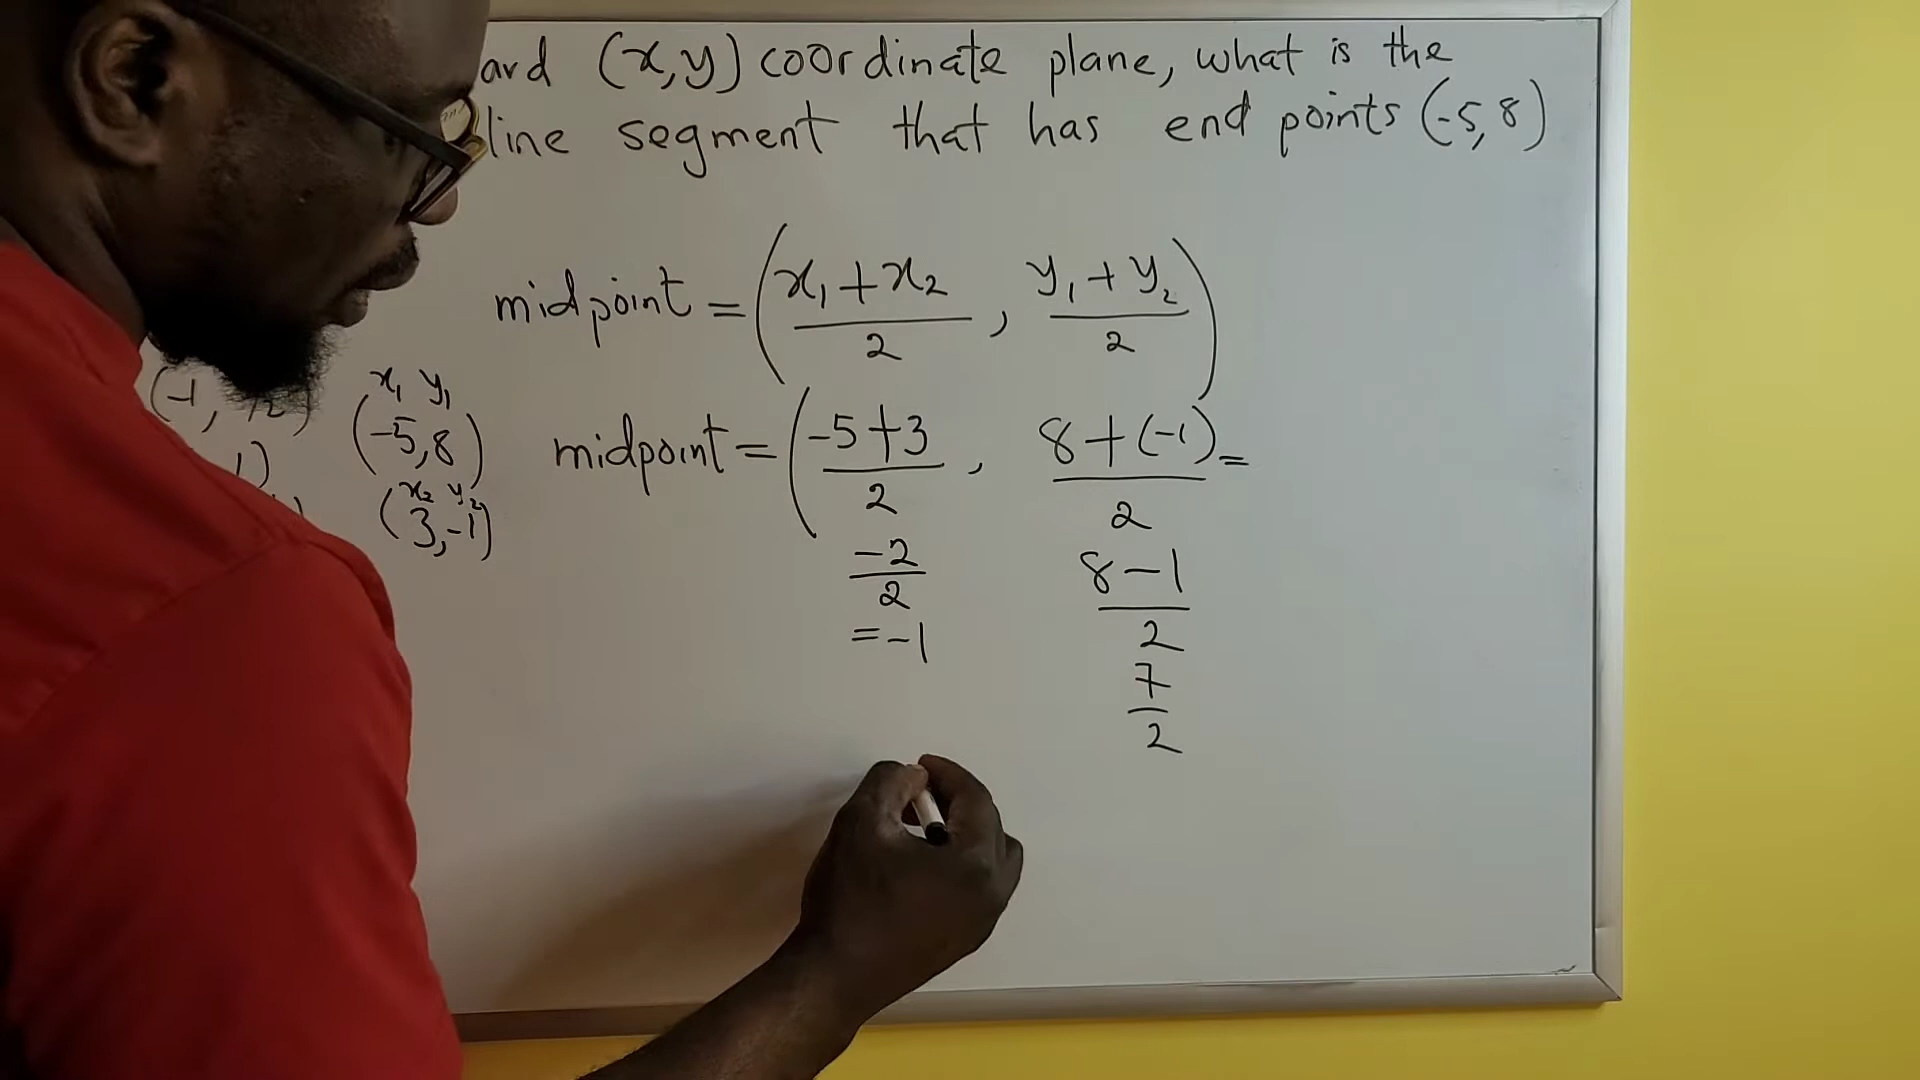 ard (x,y) coordinate plane, what is the
line segment that has end points (-5,8)
midpoint = (x₁+x₂/2, y₁+y₂/2)
x₁ y₁
(-5,8)
x₂ y₂
(3,-1)
midpoint = (-5+3/2, 8+(-1)/2 =
-2/2
= -1
8-1/2
7/2